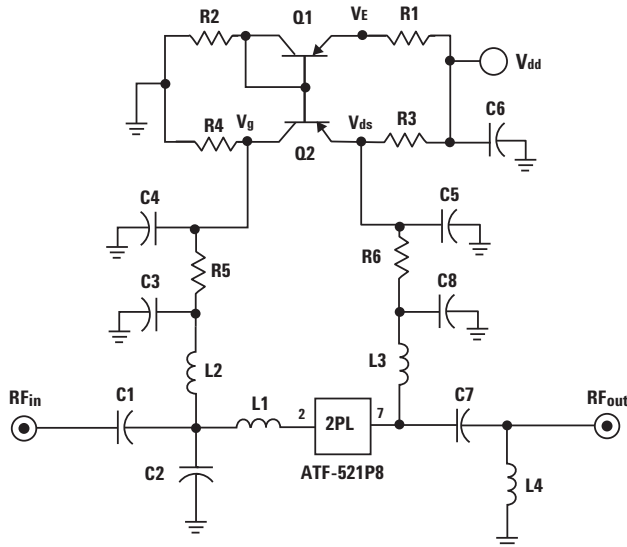 R2
Q1
VE
R1
Vdd
R4
Vg
Q2
Vds
R3
C6
C4
C5
R5
R6
C3
C8
L2
L3
RFin
C1
L1
2
2PL
7
C7
RFout
C2
ATF-521P8
L4